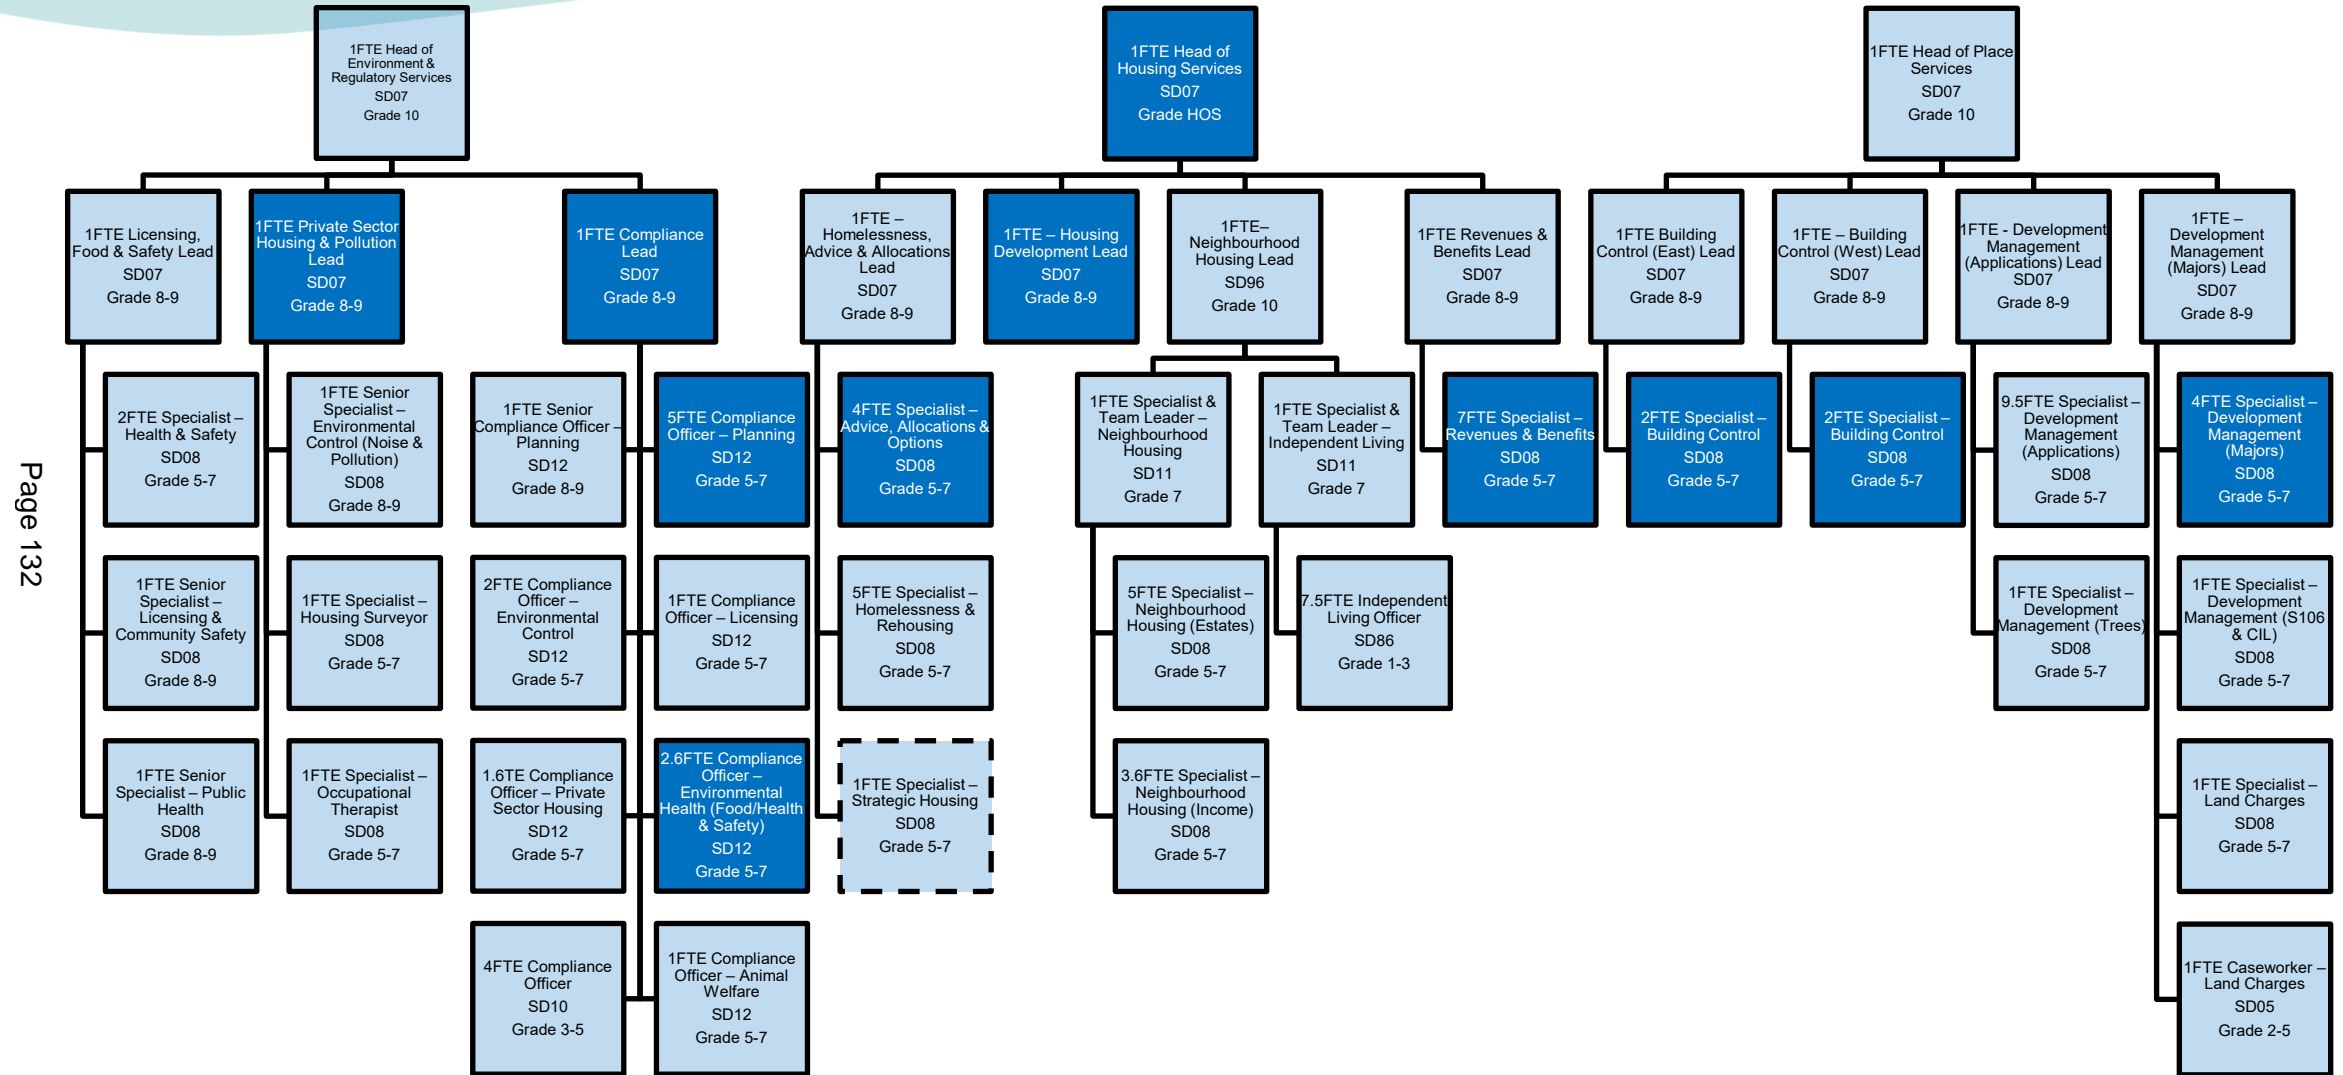 1FTE Head of
Environment &
Regulatory Services
SD07
Grade 10
1FTE Head of
Housing Services
SD07
Grade HOS
1FTE Head of Place
Services
SD07
Grade 10
1FTE Licensing,
Food & Safety Lead
SD07
Grade 8-9
1FTE Private Sector
Housing & Pollution
Lead
SD07
Grade 8-9
1FTE Compliance
Lead
SD07
Grade 8-9
1FTE –
Homelessness,
Advice & Allocations
Lead
SD07
Grade 8-9
1FTE – Housing
Development Lead
SD07
Grade 8-9
1FTE–
Neighbourhood
Housing Lead
SD96
Grade 10
1FTE Revenues &
Benefits Lead
SD07
Grade 8-9
1FTE Building
Control (East) Lead
SD07
Grade 8-9
1FTE – Building
Control (West) Lead
SD07
Grade 8-9
1FTE - Development
Management
(Applications) Lead
SD07
Grade 8-9
1FTE –
Development
Management
(Majors) Lead
SD07
Grade 8-9
2FTE Specialist –
Health & Safety
SD08
Grade 5-7
1FTE Senior
Specialist –
Environmental
Control (Noise &
Pollution)
SD08
Grade 8-9
1FTE Senior
Compliance Officer –
Planning
SD12
Grade 8-9
5FTE Compliance
Officer – Planning
SD12
Grade 5-7
4FTE Specialist –
Advice, Allocations &
Options
SD08
Grade 5-7
1FTE Specialist &
Team Leader –
Neighbourhood
Housing
SD11
Grade 7
1FTE Specialist &
Team Leader –
Independent Living
SD11
Grade 7
7FTE Specialist –
Revenues & Benefits
SD08
Grade 5-7
2FTE Specialist –
Building Control
SD08
Grade 5-7
2FTE Specialist –
Building Control
SD08
Grade 5-7
9.5FTE Specialist –
Development
Management
(Applications)
SD08
Grade 5-7
4FTE Specialist –
Development
Management
(Majors)
SD08
Grade 5-7
1FTE Senior
Specialist –
Licensing &
Community Safety
SD08
Grade 8-9
1FTE Specialist –
Housing Surveyor
SD08
Grade 5-7
2FTE Compliance
Officer –
Environmental
Control
SD12
Grade 5-7
1FTE Compliance
Officer – Licensing
SD12
Grade 5-7
5FTE Specialist –
Homelessness &
Rehousing
SD08
Grade 5-7
5FTE Specialist –
Neighbourhood
Housing (Estates)
SD08
Grade 5-7
7.5FTE Independent
Living Officer
SD86
Grade 1-3
1FTE Specialist –
Development
Management (Trees)
SD08
Grade 5-7
1FTE Specialist –
Development
Management (S106
& CIL)
SD08
Grade 5-7
1FTE Senior
Specialist – Public
Health
SD08
Grade 8-9
1FTE Specialist –
Occupational
Therapist
SD08
Grade 5-7
1.6TE Compliance
Officer – Private
Sector Housing
SD12
Grade 5-7
2.6FTE Compliance
Officer –
Environmental
Health (Food/Health
& Safety)
SD12
Grade 5-7
1FTE Specialist –
Strategic Housing
SD08
Grade 5-7
3.6FTE Specialist –
Neighbourhood
Housing (Income)
SD08
Grade 5-7
1FTE Specialist –
Land Charges
SD08
Grade 5-7
4FTE Compliance
Officer
SD10
Grade 3-5
1FTE Compliance
Officer – Animal
Welfare
SD12
Grade 5-7
1FTE Caseworker –
Land Charges
SD05
Grade 2-5
Page 132